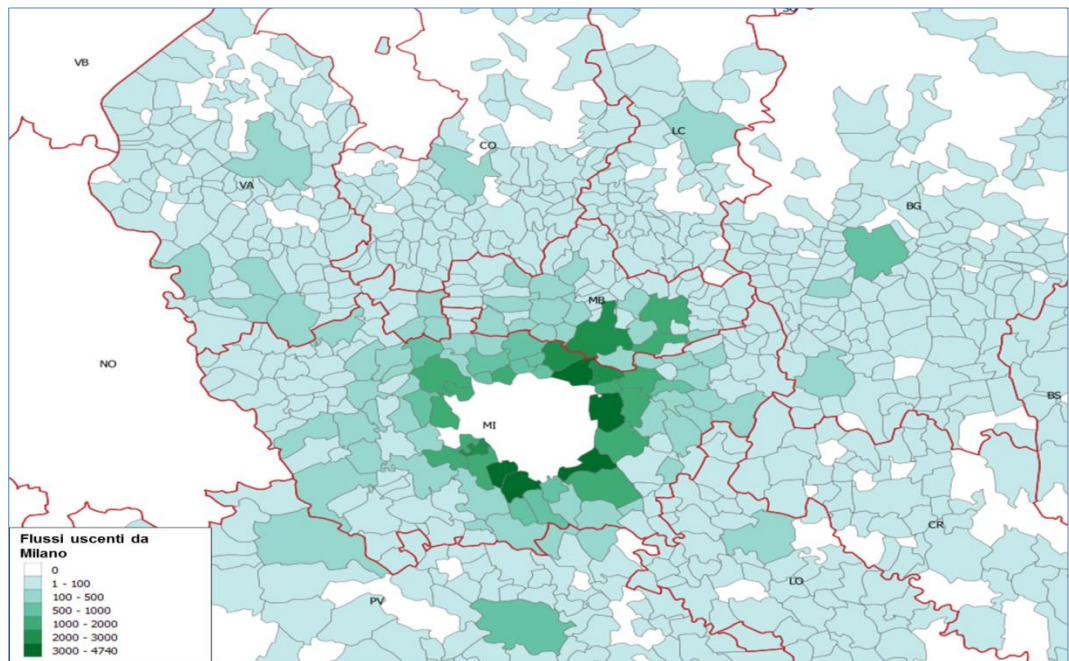 VB
CO
LC
VA
BG
MB
NO
BS
MI
CR
LO
PV
Flussi uscenti da
Milano
0
1 - 100
100 - 500
500 - 1000
1000 - 2000
2000 - 3000
3000 - 4740